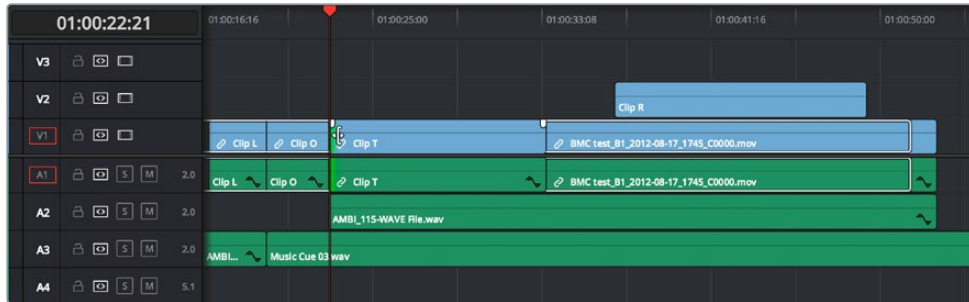 01:00:22:21
01:00:16:16 01:00:25:00 01:00:33:08 01:00:41:16 01:00:50:00
V3
V2
Clip R
V1
Clip L Clip O Clip T BMC test_B1_2012-08-17_1745_C0000.mov
A1 S M 2.0
Clip L Clip O Clip T BMC test_B1_2012-08-17_1745_C0000.mov
A2 S M 2.0
AMBI_115-WAVE File.wav
A3 S M 2.0
AMBI... Music Cue 03.wav
A4 S M 5.1